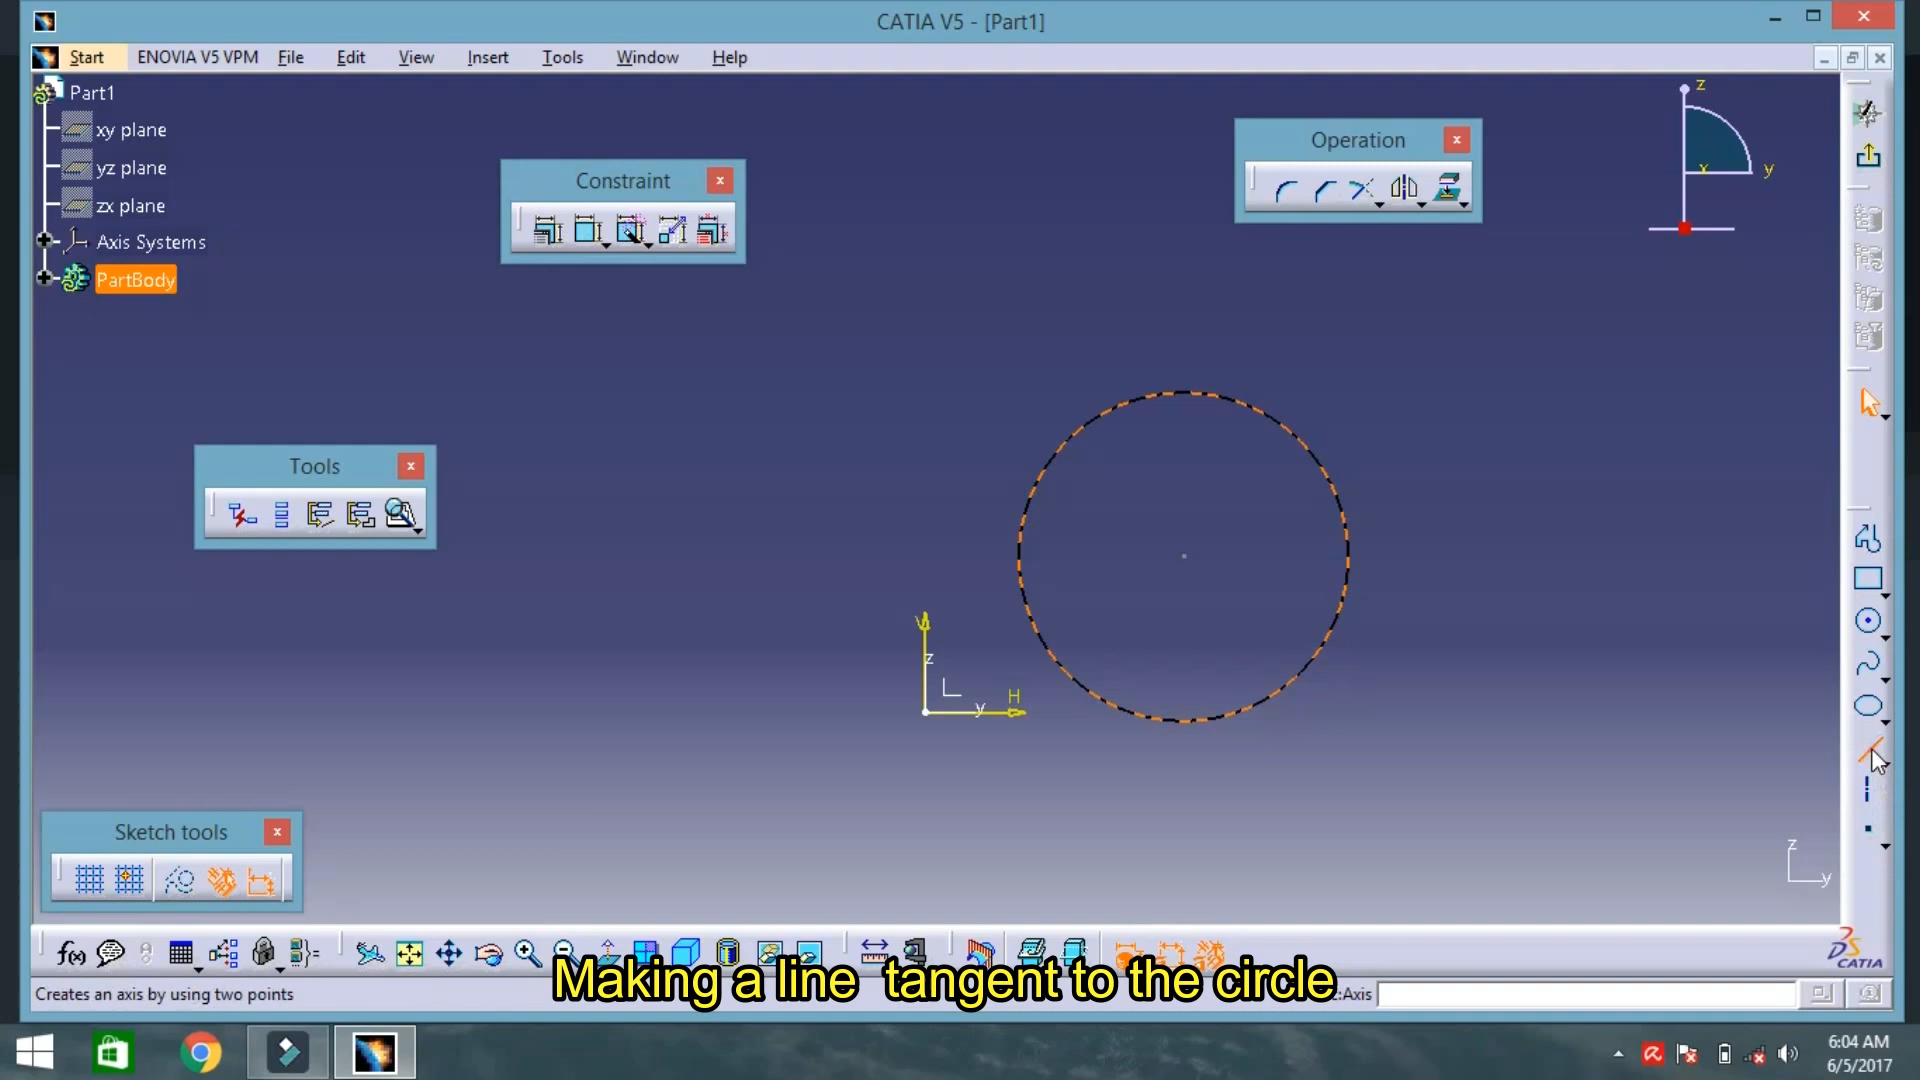 CATIA V5 - [Part1]
Start ENOVIA V5 VPM File Edit View Insert Tools Window Help
Part1
xy plane
yz plane
zx plane
Axis Systems
PartBody
Constraint
Operation
z
x
y
Tools
V
z
H
y
Sketch tools
z
y
f(x)
DS
CATIA
Creates an axis by using two points
Making a line tangent to the circle
:Axis
6:04 AM
6/5/2017